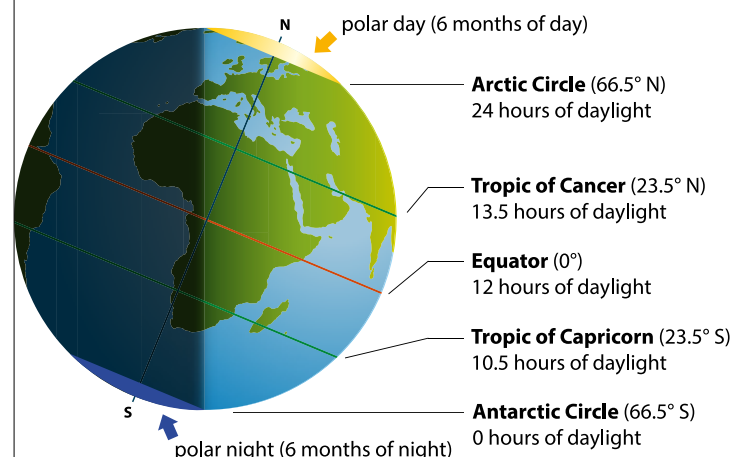 N
polar day (6 months of day)
Arctic Circle (66.5° N)
24 hours of daylight
Tropic of Cancer (23.5° N)
13.5 hours of daylight
Equator (0°)
12 hours of daylight
Tropic of Capricorn (23.5° S)
10.5 hours of daylight
Antarctic Circle (66.5° S)
0 hours of daylight
S
polar night (6 months of night)